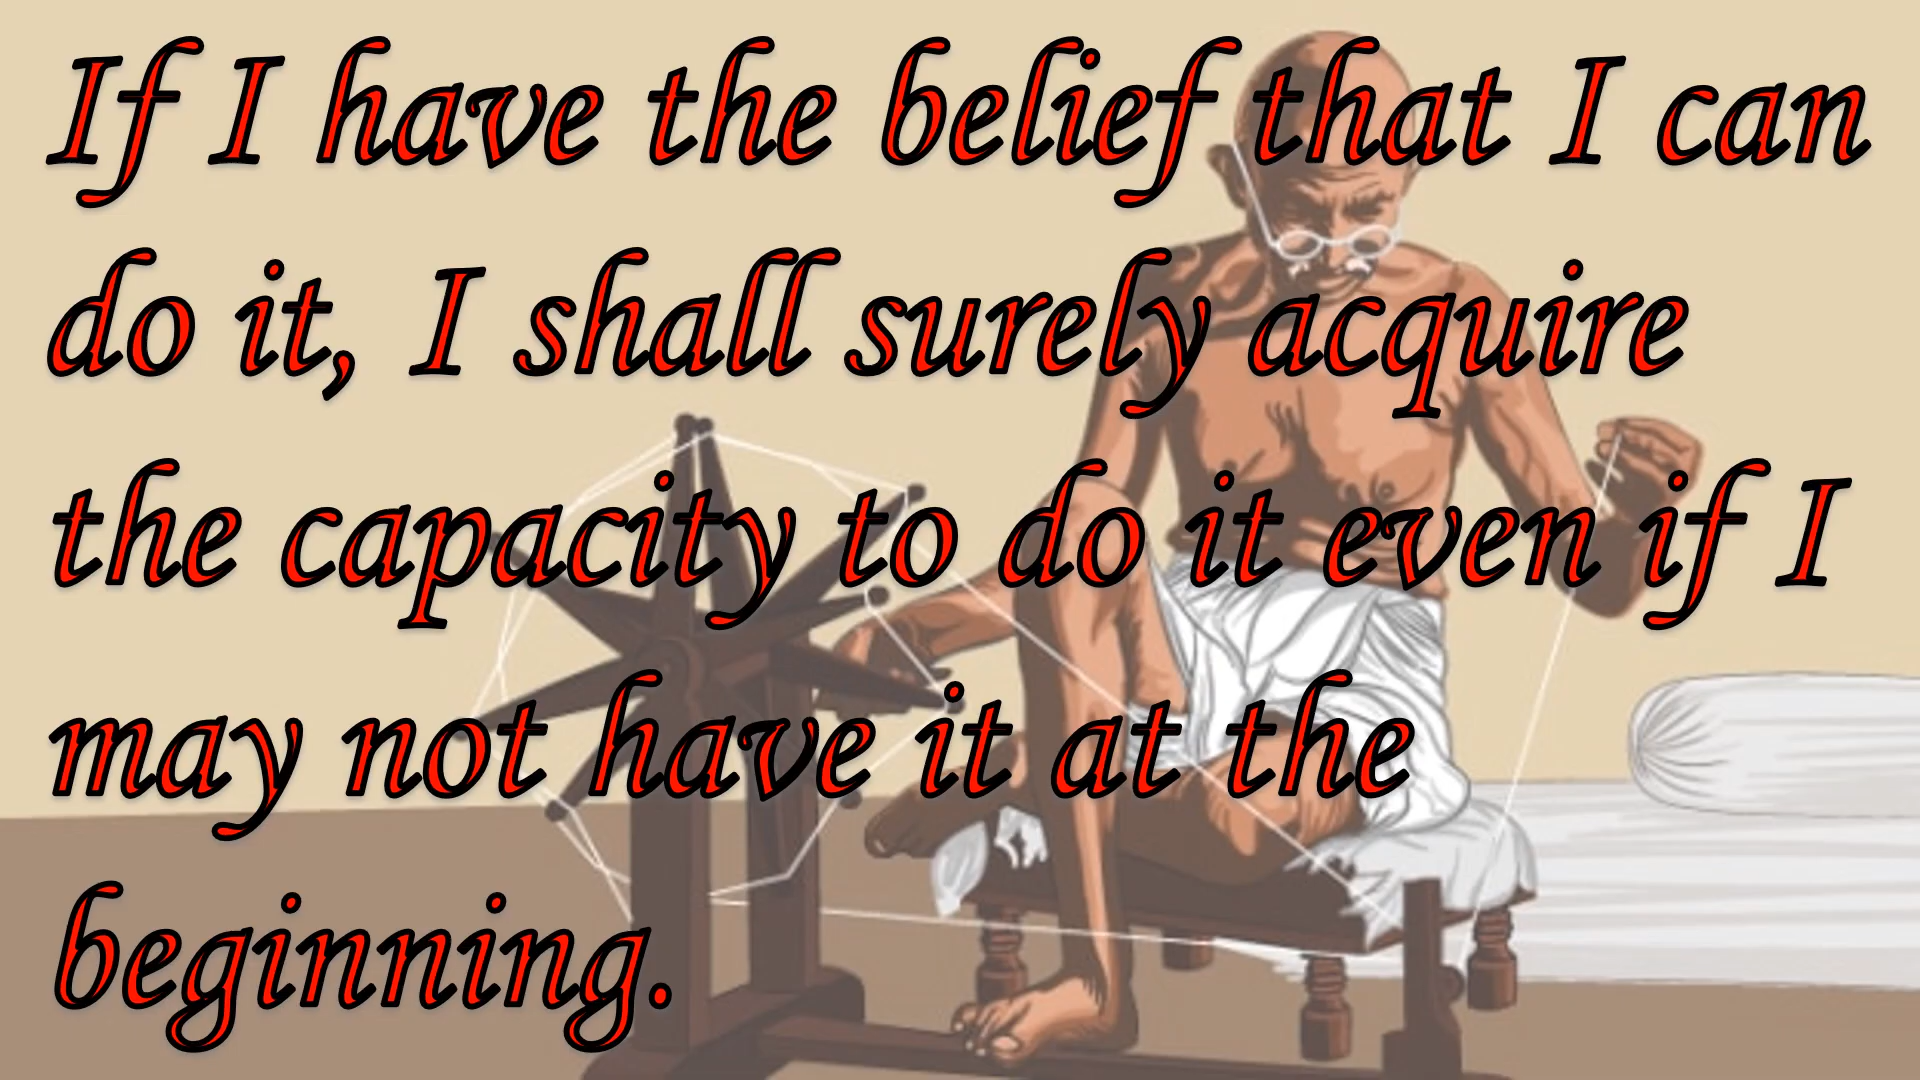 If I have the belief that I can
do it, I shall surely acquire
the capacity to do it even if I
may not have it at the
beginning.